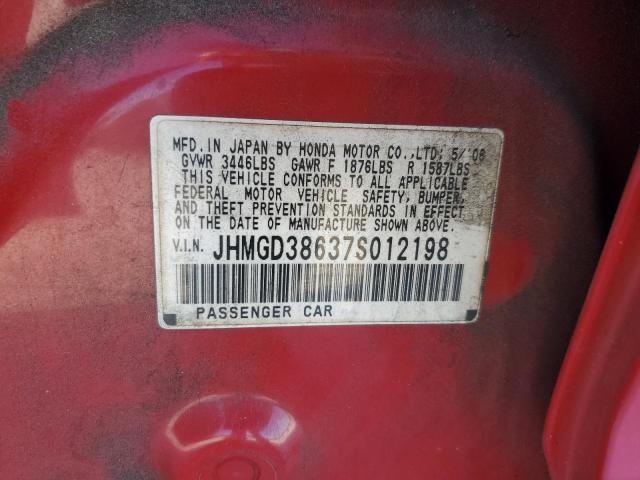 MFD. IN JAPAN BY HONDA MOTOR CO.,LTD. 5/'06
GVWR 3446LBS GAWR F 1876LBS R 1587LBS
THIS VEHICLE CONFORMS TO ALL APPLICABLE
FEDERAL MOTOR VEHICLE SAFETY, BUMPER,
AND THEFT PREVENTION STANDARDS IN EFFECT
ON THE DATE OF MANUFACTURE SHOWN ABOVE.
V.I.N. JHMGD38637S012198
PASSENGER CAR